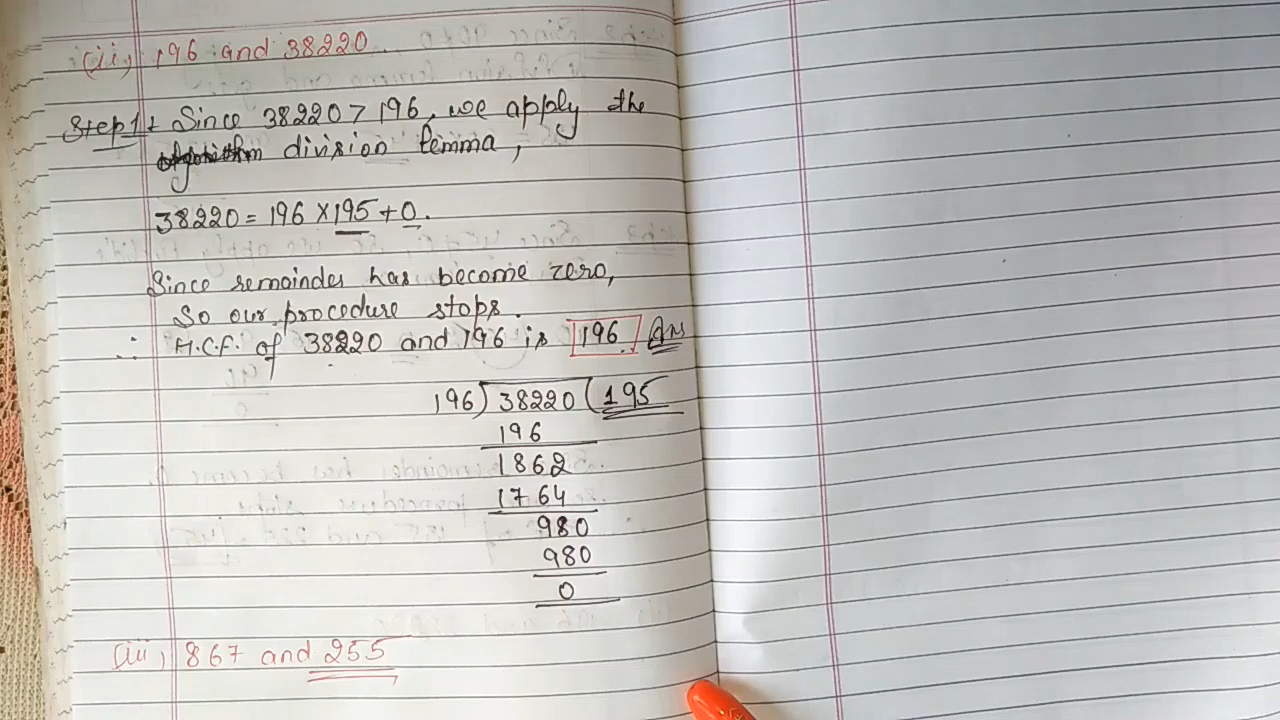 (ii) 196 and 38220.
Step 1: Since 38220 > 196, we apply the
division lemma,
38220 = 196 × 195 + 0.
Since remainder has become zero,
So our procedure stops.
∴ H.C.F. of 38220 and 196 is 196. Ans
196) 38220 (195
196
1862
1764
980
980
0
(iii) 867 and 255